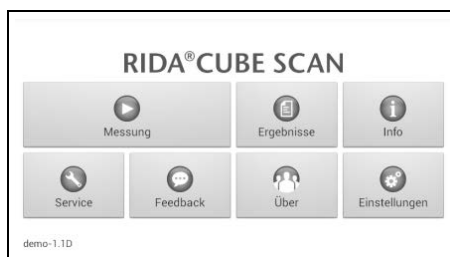 RIDA®CUBE SCAN
Messung Ergebnisse Info
Service Feedback Über Einstellungen
demo-1.1D